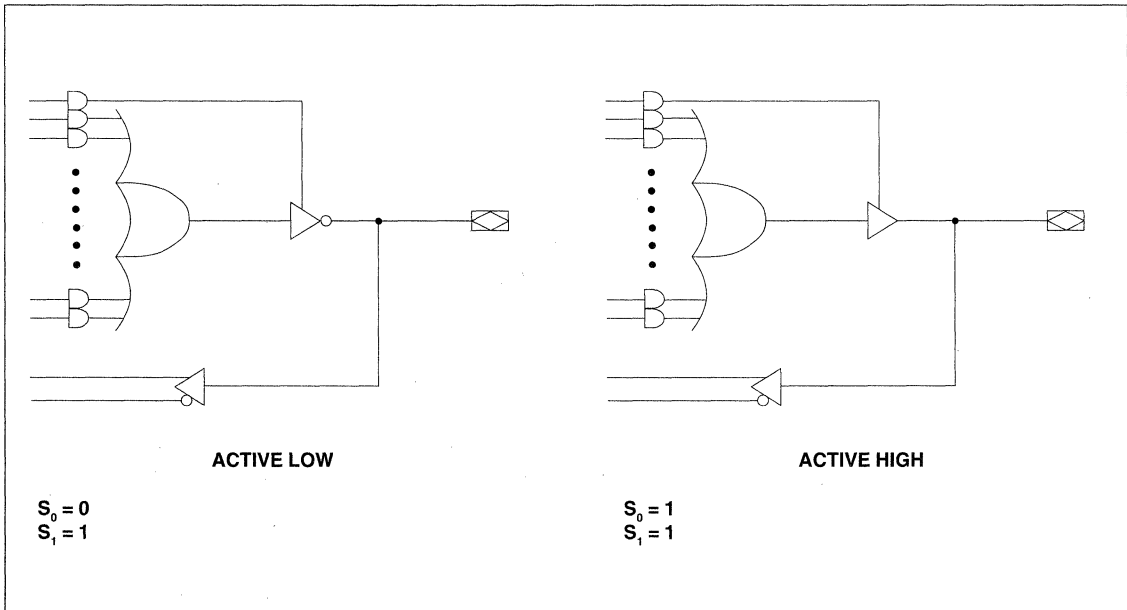 ACTIVE LOW
S₀ = 0
S₁ = 1
ACTIVE HIGH
S₀ = 1
S₁ = 1